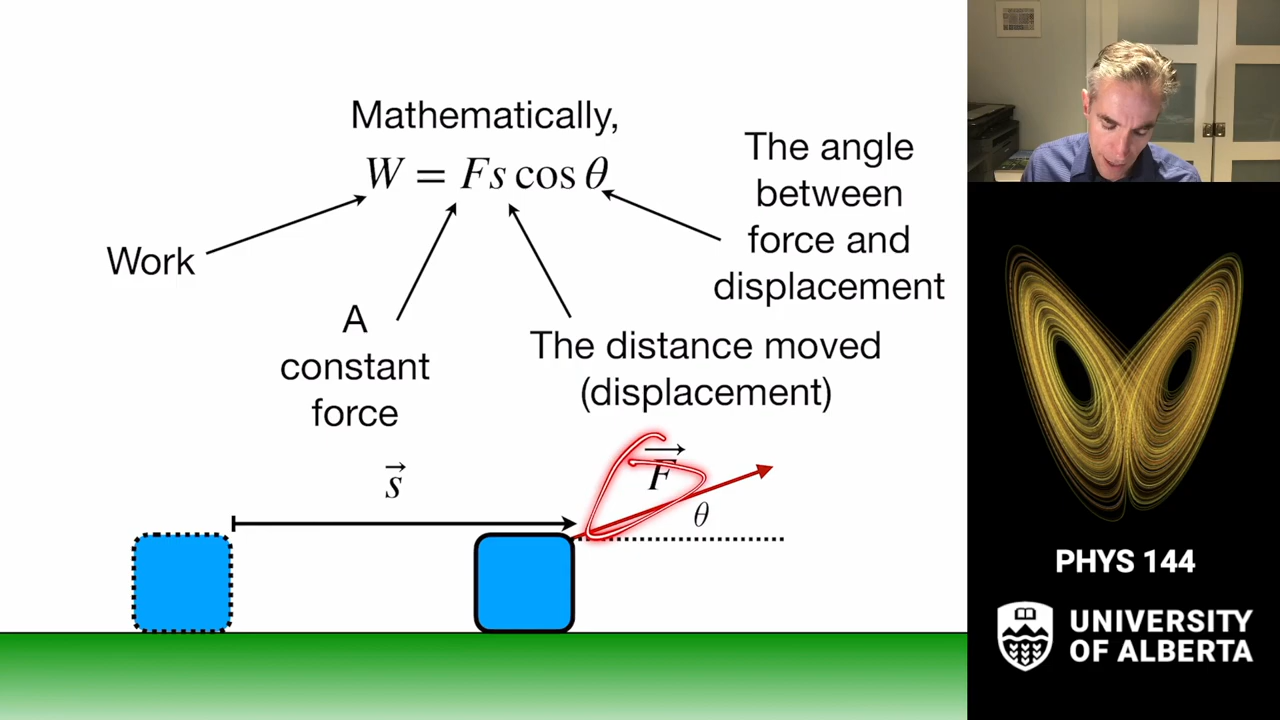 Mathematically,
W = Fs cos θ
Work
A
constant
force
The distance moved
(displacement)
The angle
between
force and
displacement
s⃗
F⃗
θ
PHYS 144
UNIVERSITY
OF ALBERTA